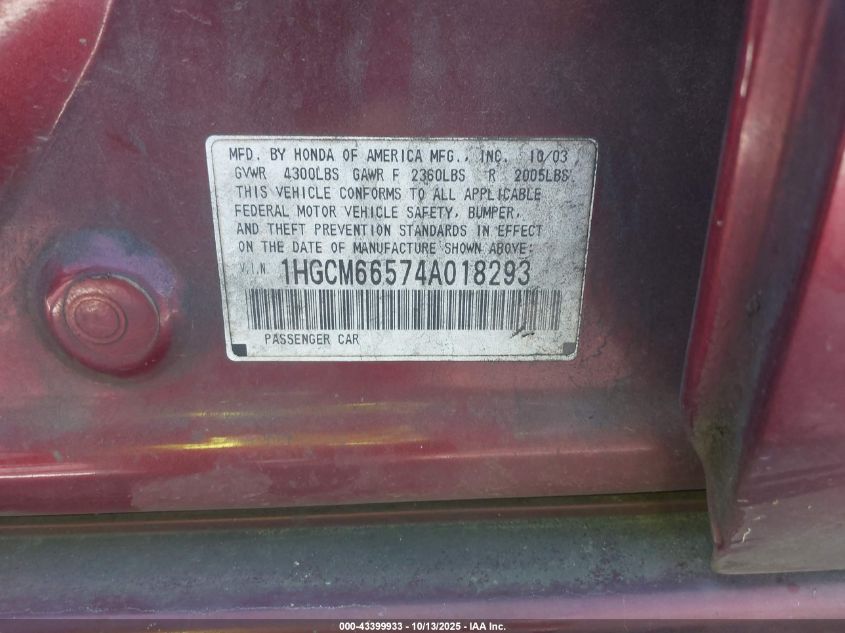 MFD. BY HONDA OF AMERICA MFG., INC. 10/03
GVWR 4300LBS GAWR F 2360LBS R 2005LBS
THIS VEHICLE CONFORMS TO ALL APPLICABLE
FEDERAL MOTOR VEHICLE SAFETY, BUMPER,
AND THEFT PREVENTION STANDARDS IN EFFECT
ON THE DATE OF MANUFACTURE SHOWN ABOVE:
V.I.N. 1HGCM66574A018293
PASSENGER CAR
000-43399933 - 10/13/2025 - IAA Inc.